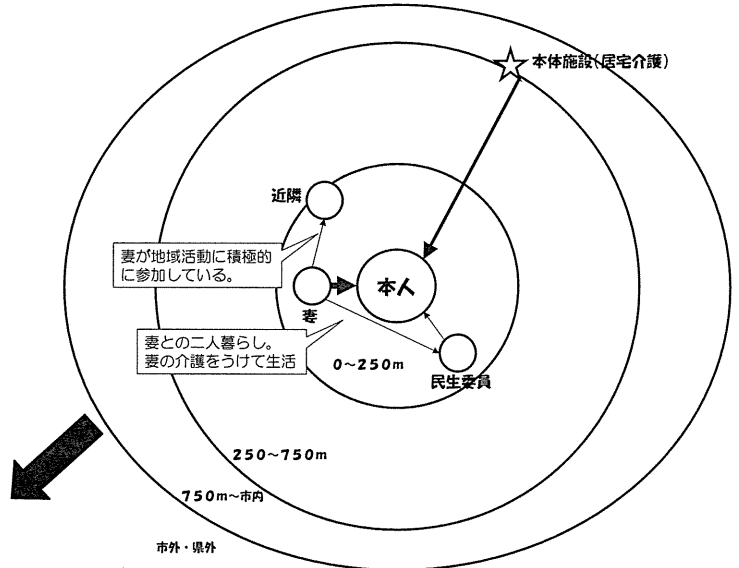 本体施設(居宅介護)
近隣
妻が地域活動に積極的
に参加している。
本人
妻
妻との二人暮らし。
妻の介護をうけて生活
0～250m
民生委員
250～750m
750m～市内
市外・県外